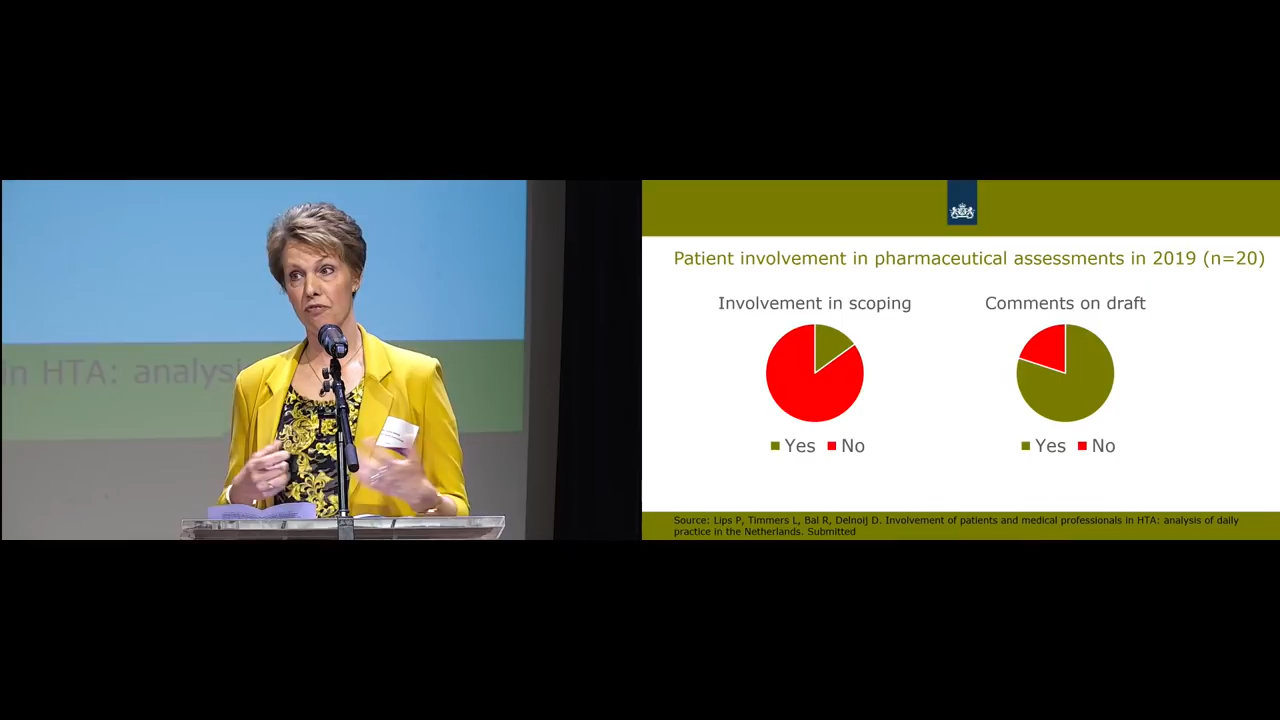 in HTA: analysi
Patient involvement in pharmaceutical assessments in 2019 (n=20)
Involvement in scoping
Comments on draft
Yes No
Yes No
Source: Lips P, Timmers L, Bal R, Delnoij D. Involvement of patients and medical professionals in HTA: analysis of daily
practice in the Netherlands. Submitted